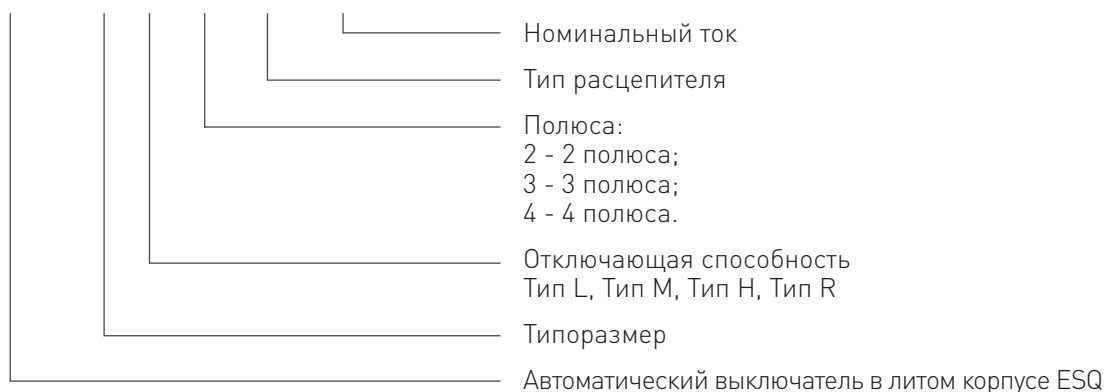 Номинальный ток
Тип расцепителя
Полюса:
2 - 2 полюса;
3 - 3 полюса;
4 - 4 полюса.
Отключающая способность
Тип L, Тип M, Тип H, Тип R
Типоразмер
Автоматический выключатель в литом корпусе ESQ